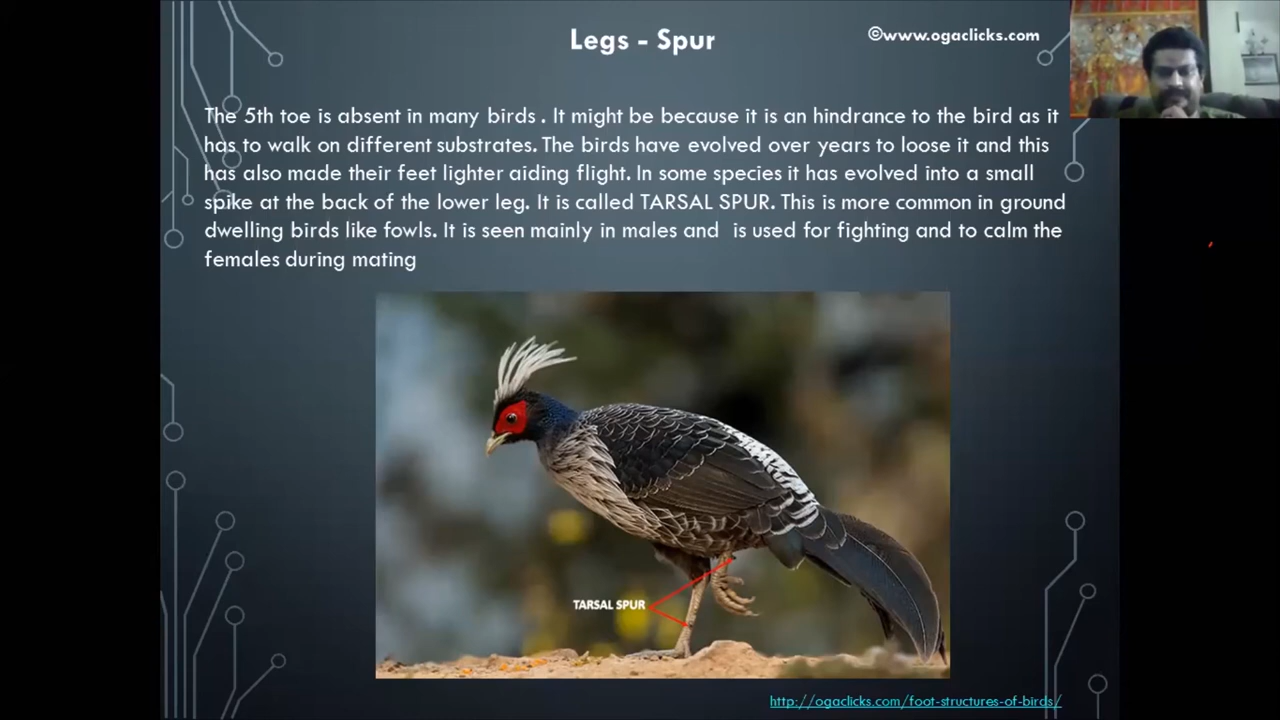 Legs - Spur
©www.ogaclicks.com
The 5th toe is absent in many birds . It might be because it is an hindrance to the bird as it
has to walk on different substrates. The birds have evolved over years to loose it and this
has also made their feet lighter aiding flight. In some species it has evolved into a small
spike at the back of the lower leg. It is called TARSAL SPUR. This is more common in ground
dwelling birds like fowls. It is seen mainly in males and  is used for fighting and to calm the
females during mating
TARSAL SPUR
http://ogaclicks.com/foot-structures-of-birds/